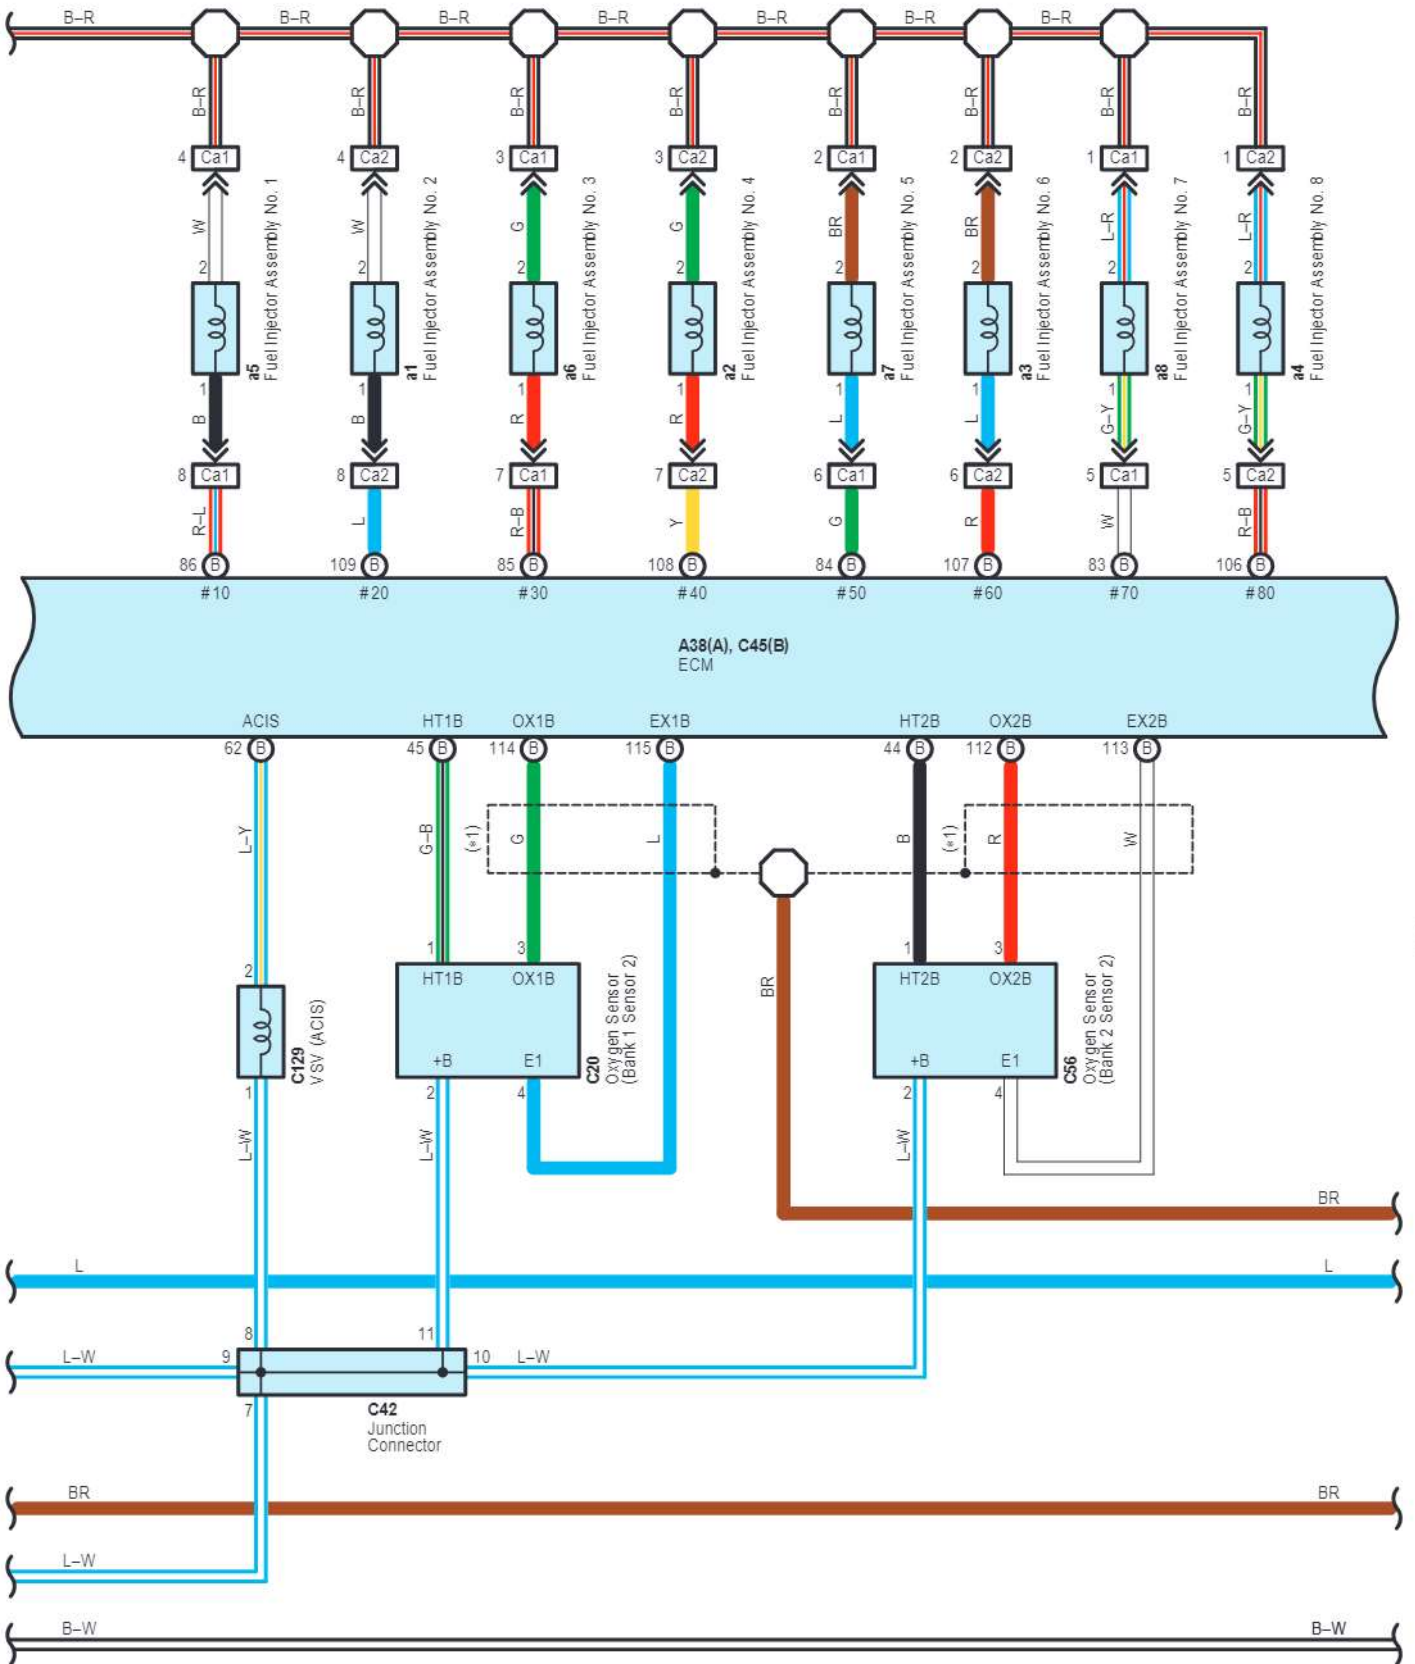 B–R B–R B–R B–R B–R B–R B–R
B–R B–R B–R B–R B–R B–R B–R B–R
4 Ca1 4 Ca2 3 Ca1 3 Ca2 2 Ca1 2 Ca2 1 Ca1 1 Ca2
W W G G BR BR L–R L–R
2 2 2 2 2 2 2 2
a5
Fuel Injector Assembly No. 1
a1
Fuel Injector Assembly No. 2
a6
Fuel Injector Assembly No. 3
a2
Fuel Injector Assembly No. 4
a7
Fuel Injector Assembly No. 5
a3
Fuel Injector Assembly No. 6
a8
Fuel Injector Assembly No. 7
a4
Fuel Injector Assembly No. 8
1 1 1 1 1 1 1 1
B B R R L L G–Y G–Y
8 Ca1 8 Ca2 7 Ca1 7 Ca2 6 Ca1 6 Ca2 5 Ca1 5 Ca2
R–L L R–B Y G R W R–B
86 B 109 B 85 B 108 B 84 B 107 B 83 B 106 B
#10 #20 #30 #40 #50 #60 #70 #80
A38(A), C45(B)
ECM
ACIS HT1B OX1B EX1B HT2B OX2B EX2B
62 B 45 B 114 B 115 B 44 B 112 B 113 B
L–Y G–B (*1) G L B (*1) R W
2 1 3 1 3
HT1B OX1B HT2B OX2B
BR
+B E1 +B E1
C129
VSV (ACIS)
C20
Oxygen Sensor
(Bank 1 Sensor 2)
C56
Oxygen Sensor
(Bank 2 Sensor 2)
1 2 4 2 4
L–W L–W L–W
BR
L L
8 11
L–W 9 10 L–W
7
C42
Junction
Connector
BR BR
L–W
B–W B–W